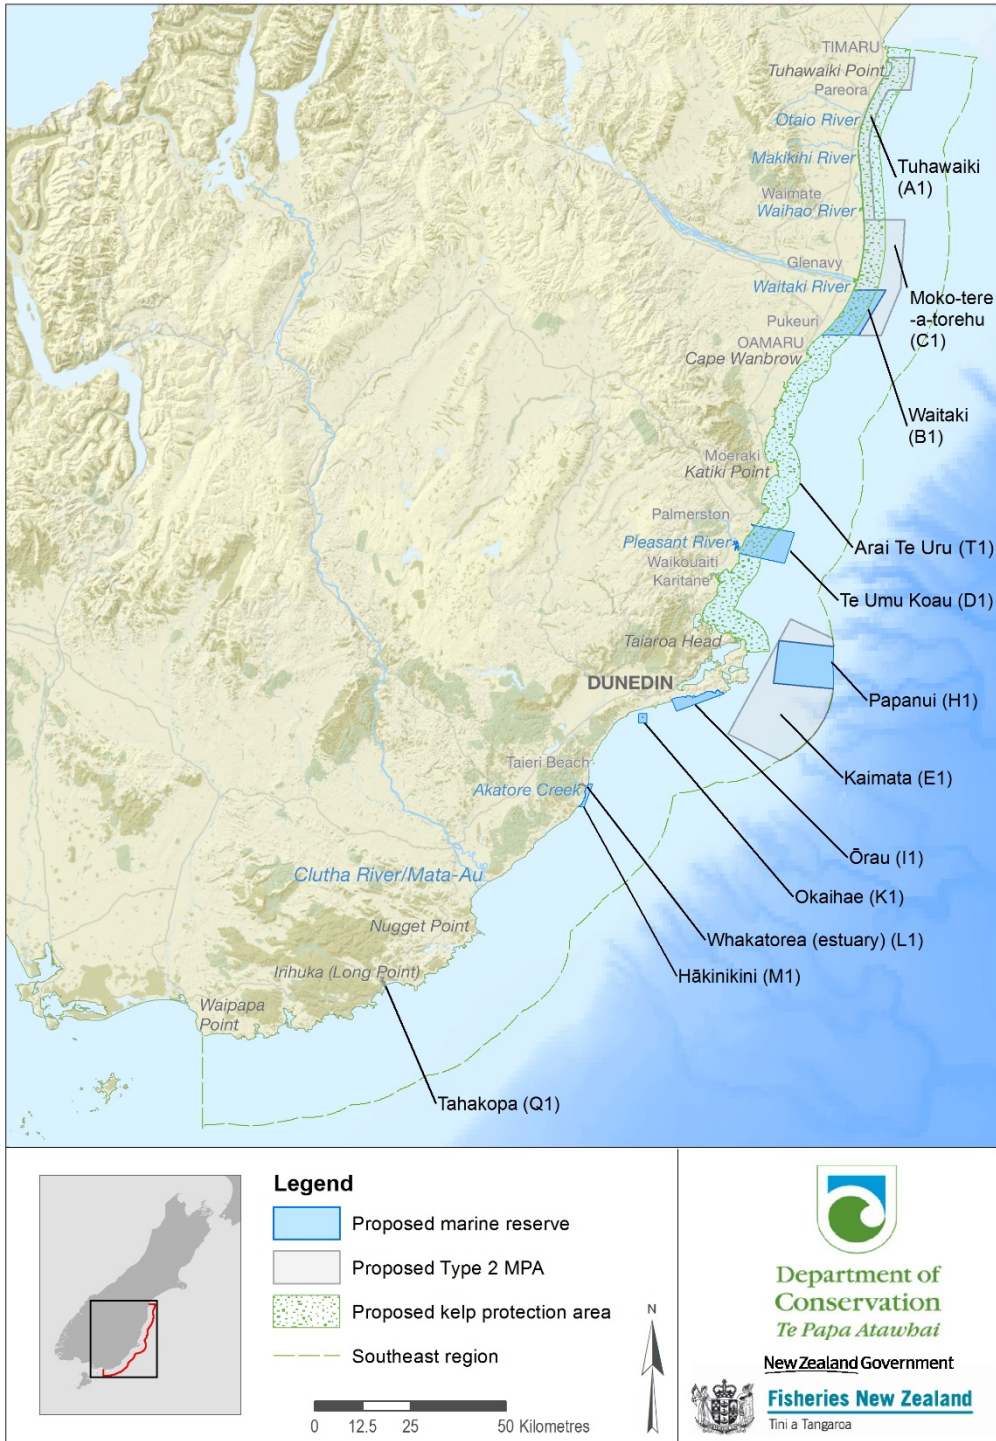 TIMARU
Tuhawaiki Point
Pareora
Otaio River
Makikihi River
Tuhawaiki
(A1)
Waimate
Waihao River
Glenavy
Waitaki River
Moko-tere
-a-torehu
(C1)
Pukeuri
OAMARU
Cape Wanbrow
Waitaki
(B1)
Moeraki
Katiki Point
Palmerston
Pleasant River
Arai Te Uru (T1)
Waikouaiti
Karitane
Te Umu Koau (D1)
Taiaroa Head
DUNEDIN
Papanui (H1)
Taieri Beach
Kaimata (E1)
Akatore Creek
Ōrau (I1)
Clutha River/Mata-Au
Okaihae (K1)
Nugget Point
Whakatorea (estuary) (L1)
Hākinikini (M1)
Irihuka (Long Point)
Waipapa
Point
Tahakopa (Q1)
Legend
Proposed marine reserve
Proposed Type 2 MPA
Proposed kelp protection area
Southeast region
0 12.5 25 50 Kilometres
N
Department of
Conservation
Te Papa Atawhai
New Zealand Government
Fisheries New Zealand
Tini a Tangaroa